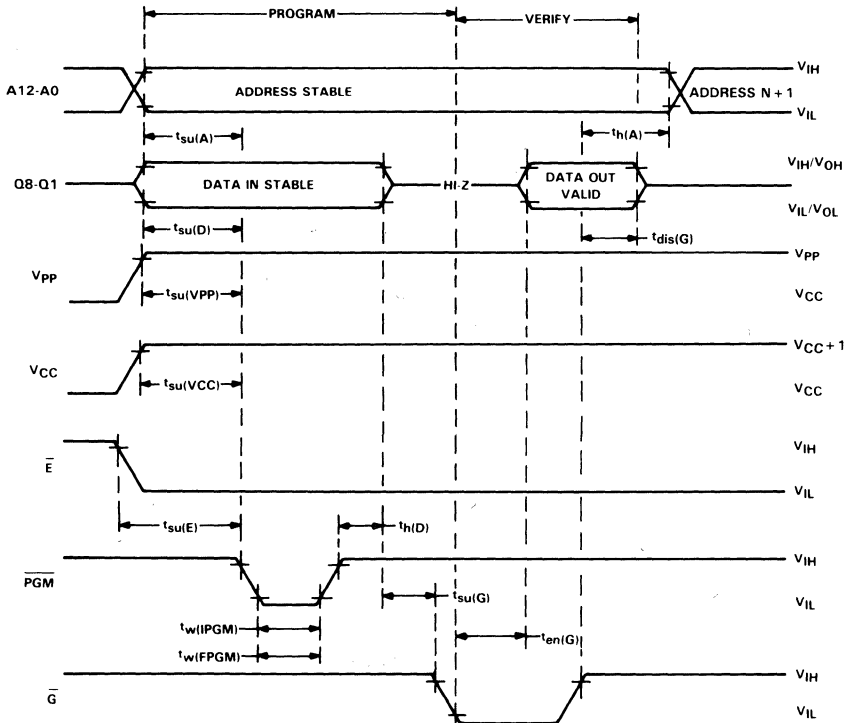 PROGRAM
VERIFY
A12-A0
ADDRESS STABLE
ADDRESS N + 1
VIH
VIL
tsu(A)
th(A)
Q8-Q1
DATA IN STABLE
HI-Z
DATA OUT
VALID
VIH/VOH
VIL/VOL
tsu(D)
tdis(G)
VPP
VPP
tsu(VPP)
VCC
VCC
VCC + 1
tsu(VCC)
VCC
E
VIH
VIL
tsu(E)
th(D)
PGM
VIH
tsu(G)
VIL
tw(IPGM)
ten(G)
tw(FPGM)
G
VIH
VIL